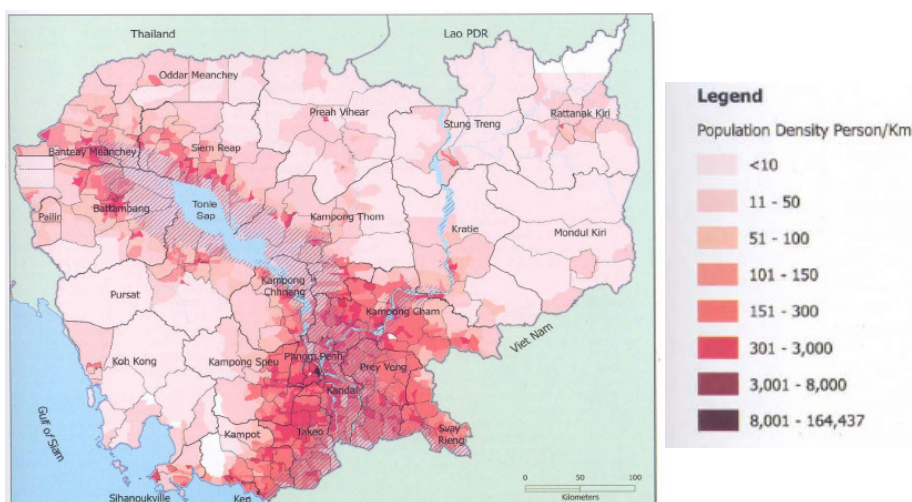 Thailand
Lao PDR
Oddar Meanchey
Preah Vihear
Stung Treng
Rattanak Kiri
Banteay Meanchey
Siem Reap
Battambang
Pailin
Tonle
Sap
Kampong Thom
Kratie
Mondul Kiri
Pursat
Kampong
Chhnang
Kampong Cham
Viet Nam
Koh Kong
Kampong Speu
Phnom Penh
Prey Veng
Kandal
Gulf of Siam
Kampot
Takeo
Svay
Rieng
Sihanoukville
Kep
0 50 100
Kilometers
Legend
Population Density Person/Km
<10
11 - 50
51 - 100
101 - 150
151 - 300
301 - 3,000
3,001 - 8,000
8,001 - 164,437